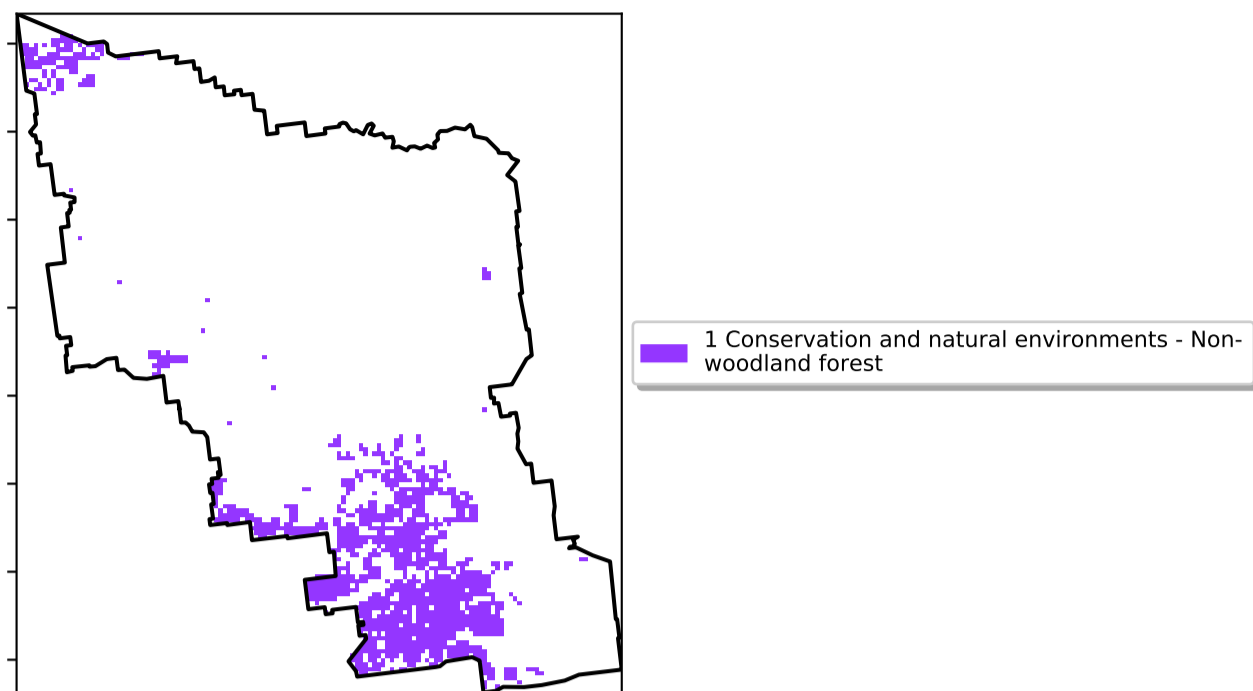 1 Conservation and natural environments - Non-
woodland forest